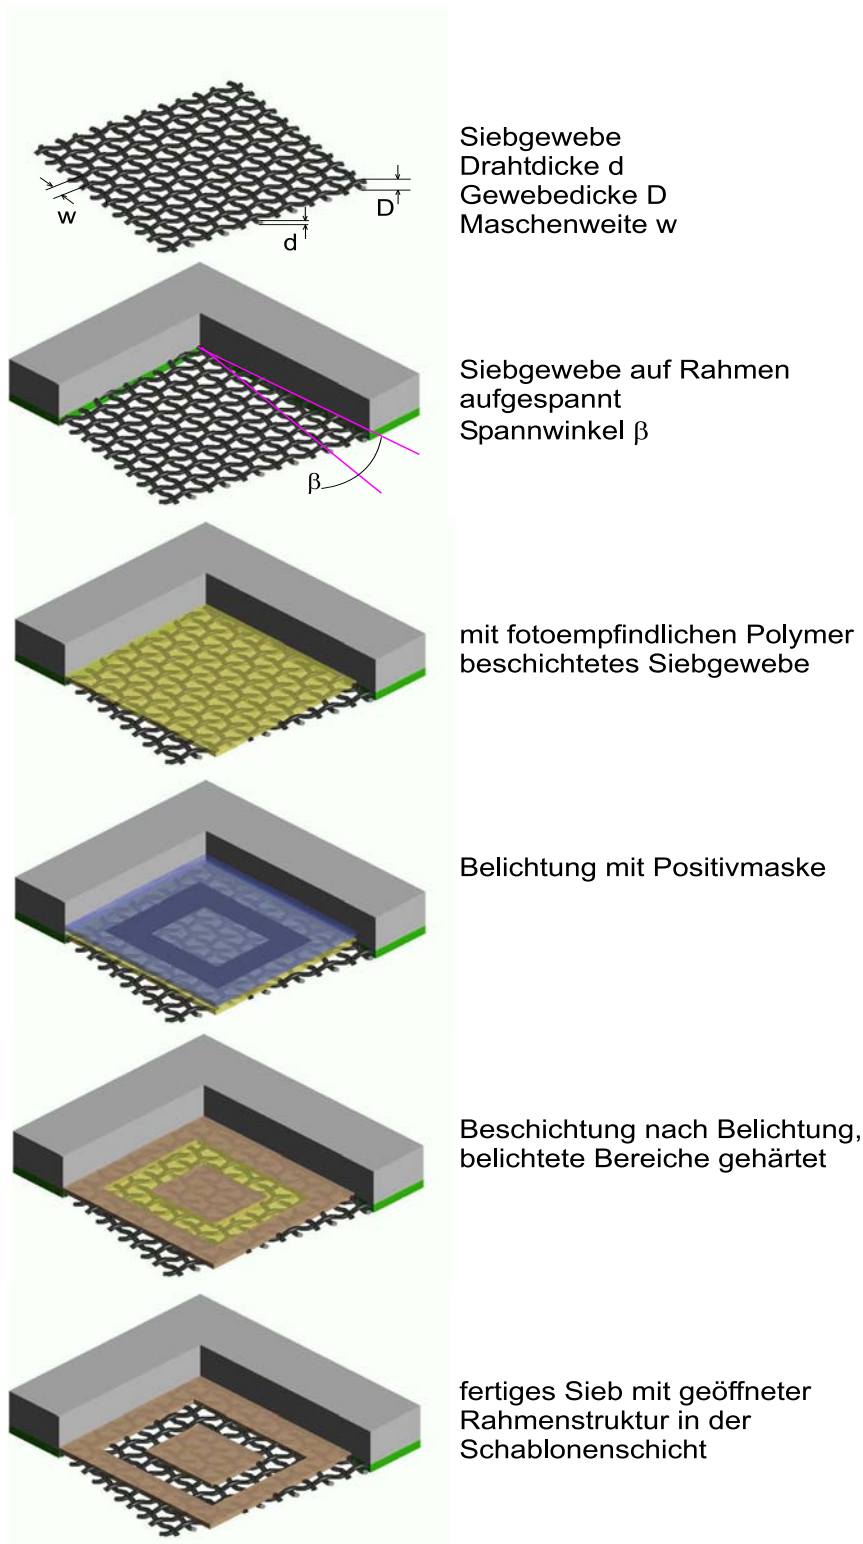 Siebgewebe
Drahtdicke d
Gewebedicke D
Maschenweite w
w
D
d
Siebgewebe auf Rahmen
aufgespannt
Spannwinkel β
β
mit fotoempfindlichen Polymer
beschichtetes Siebgewebe
Belichtung mit Positivmaske
Beschichtung nach Belichtung,
belichtete Bereiche gehärtet
fertiges Sieb mit geöffneter
Rahmenstruktur in der
Schablonenschicht